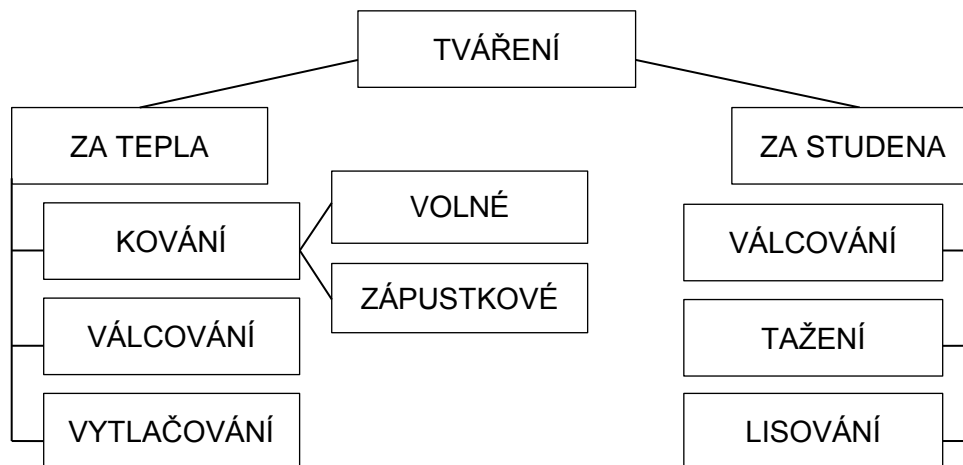 TVÁŘENÍ
ZA TEPLA
ZA STUDENA
KOVÁNÍ
VOLNÉ
ZÁPUSTKOVÉ
VÁLCOVÁNÍ
VYTLAČOVÁNÍ
VÁLCOVÁNÍ
TAŽENÍ
LISOVÁNÍ